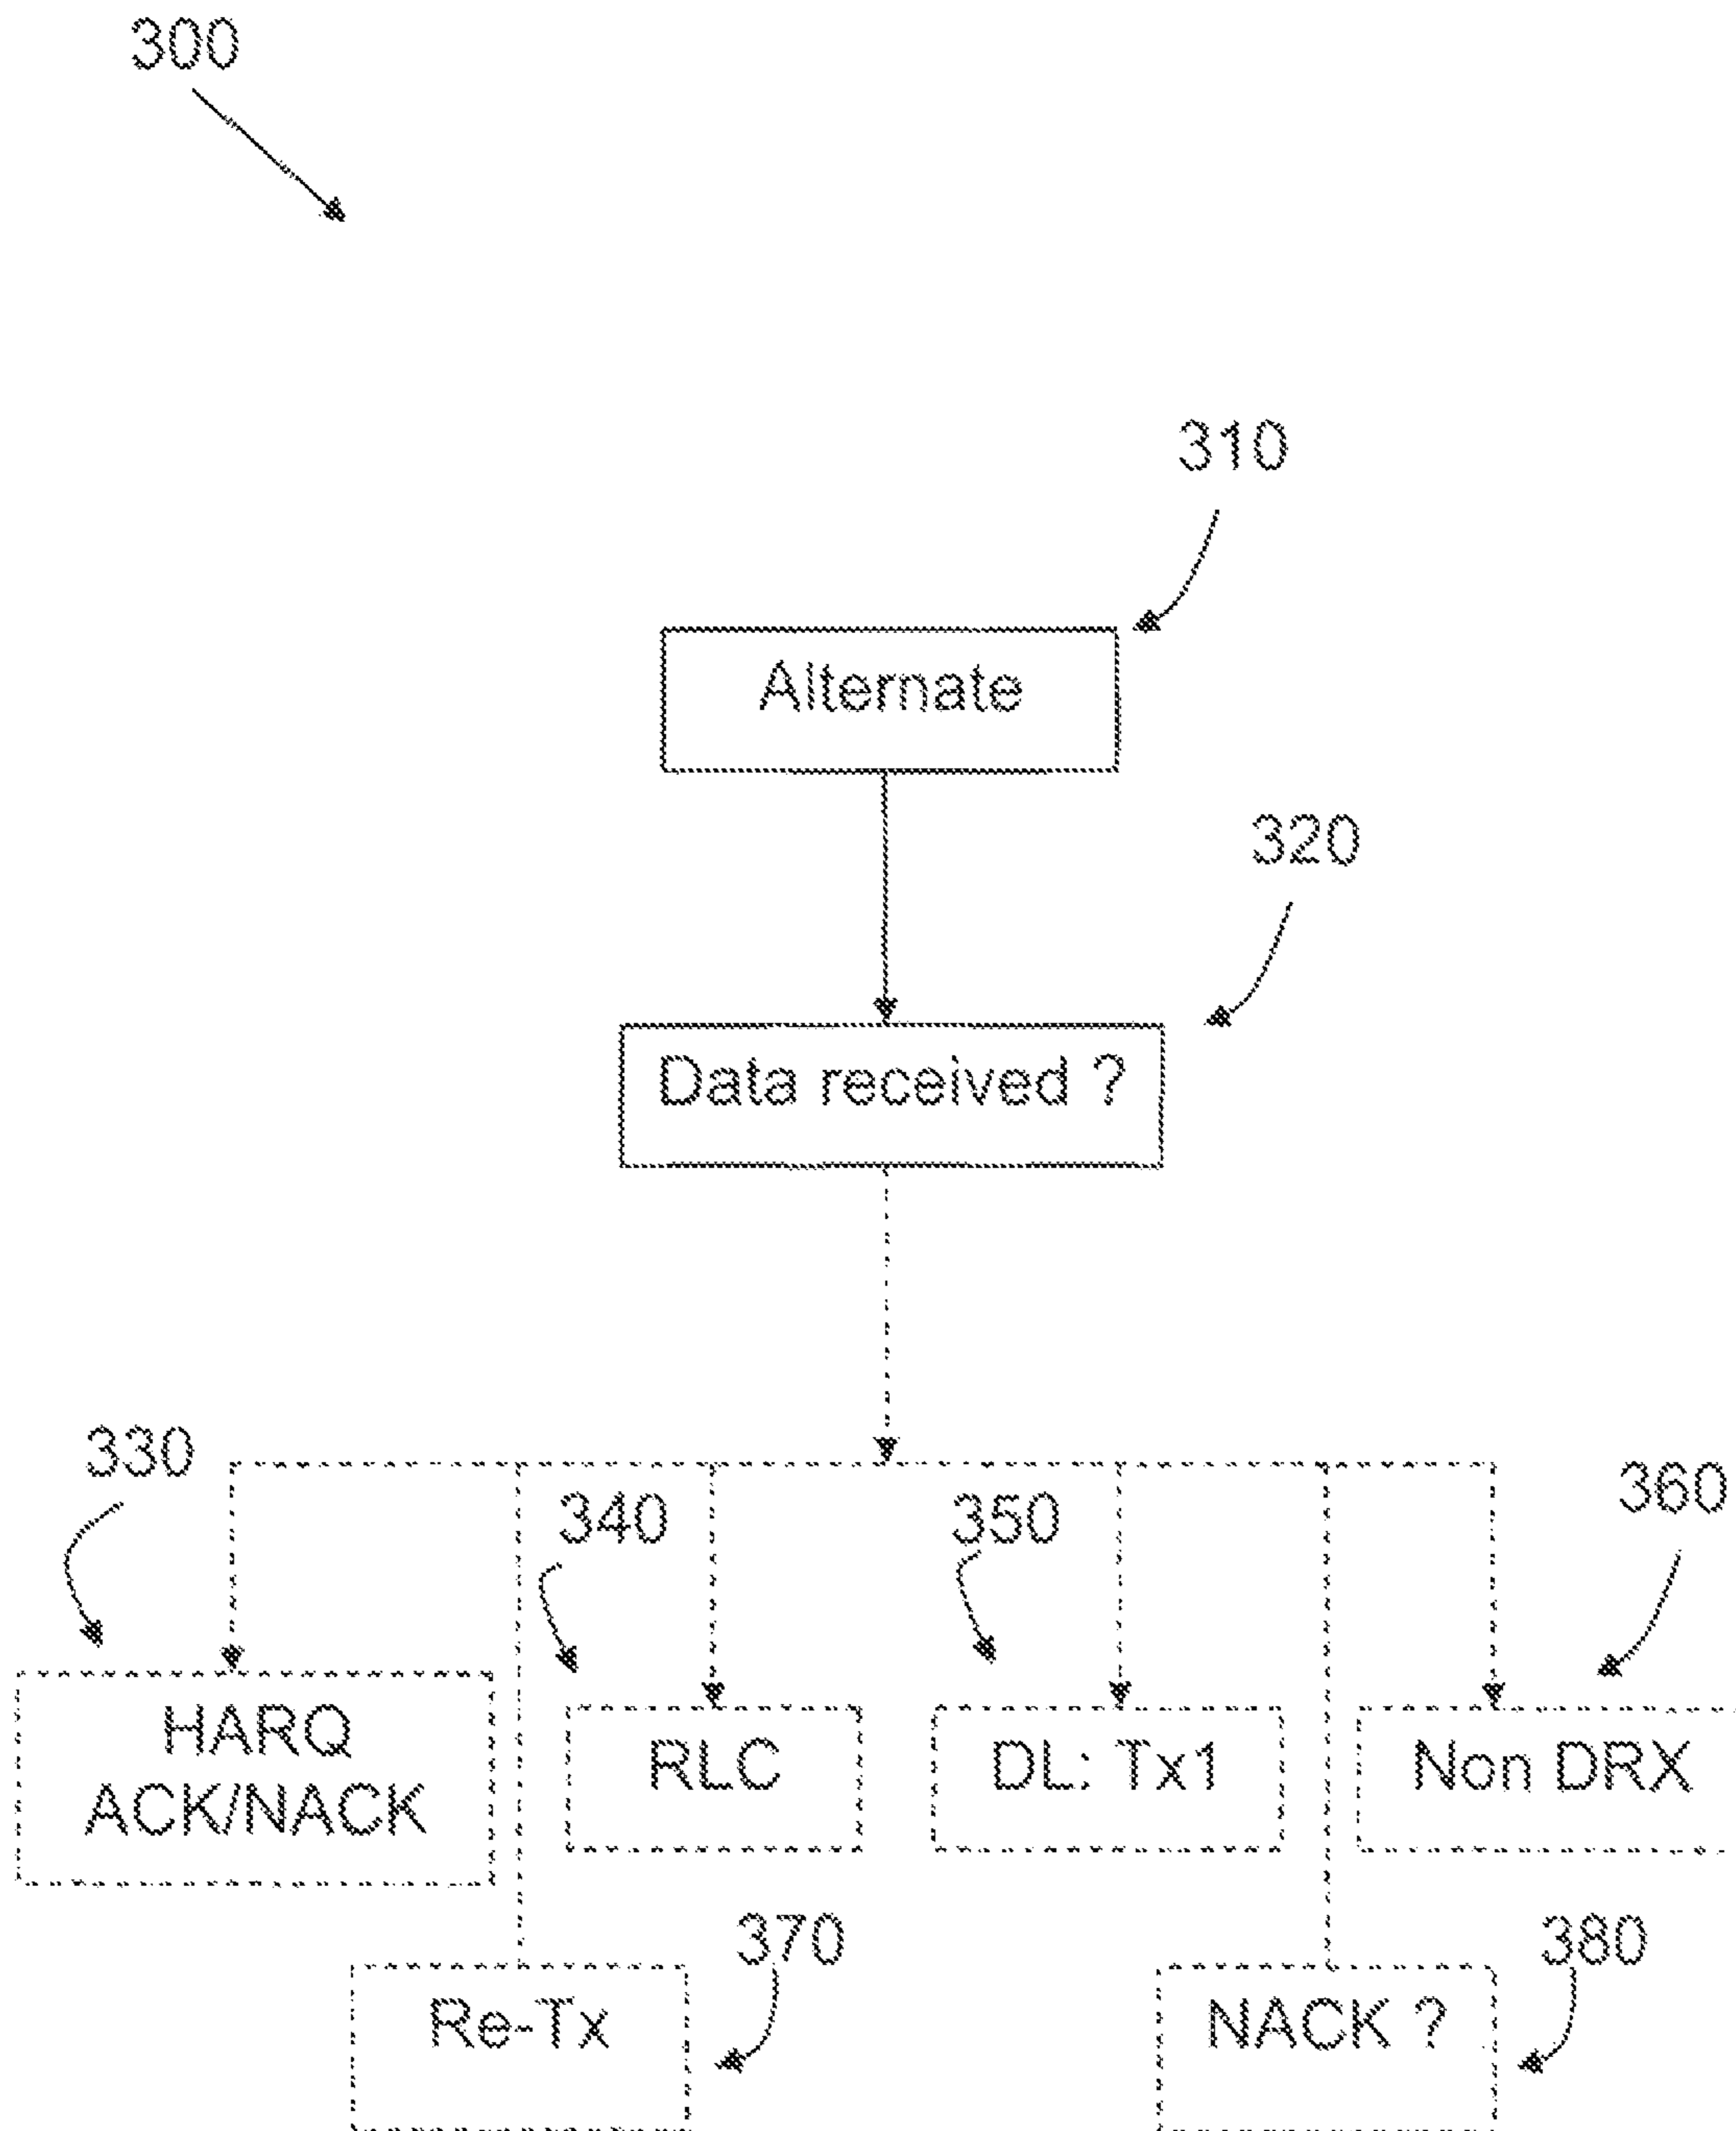 300
310
Alternate
320
Data received ?
330
340
350
360
HARQ
ACK/NACK
RLC
DL: Tx1
Non DRX
370
380
Re-Tx
NACK ?